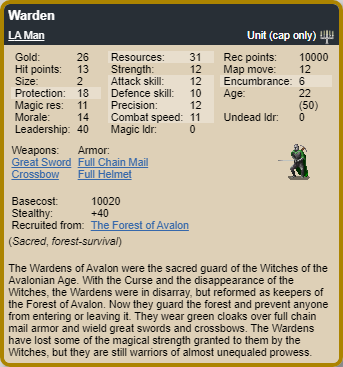 Warden
LA Man Unit (cap only)
Gold: 26 Resources: 31 Rec points: 10000
Hit points: 13 Strength: 12 Map move: 12
Size: 2 Attack skill: 12 Encumbrance: 6
Protection: 18 Defence skill: 10 Age: 22
Magic res: 11 Precision: 12 (50)
Morale: 14 Combat speed: 11 Undead ldr: 0
Leadership: 40 Magic ldr: 0
Weapons: Armor:
Great Sword Full Chain Mail
Crossbow Full Helmet
Basecost: 10020
Stealthy: +40
Recruited from: The Forest of Avalon
(Sacred, forest-survival)
The Wardens of Avalon were the sacred guard of the Witches of the
Avalonian Age. With the Curse and the disappearance of the
Witches, the Wardens were in disarray, but reformed as keepers of
the Forest of Avalon. Now they guard the forest and prevent anyone
from entering or leaving it. They wear green cloaks over full chain
mail armor and wield great swords and crossbows. The Wardens
have lost some of the magical strength granted to them by the
Witches, but they are still warriors of almost unequaled prowess.